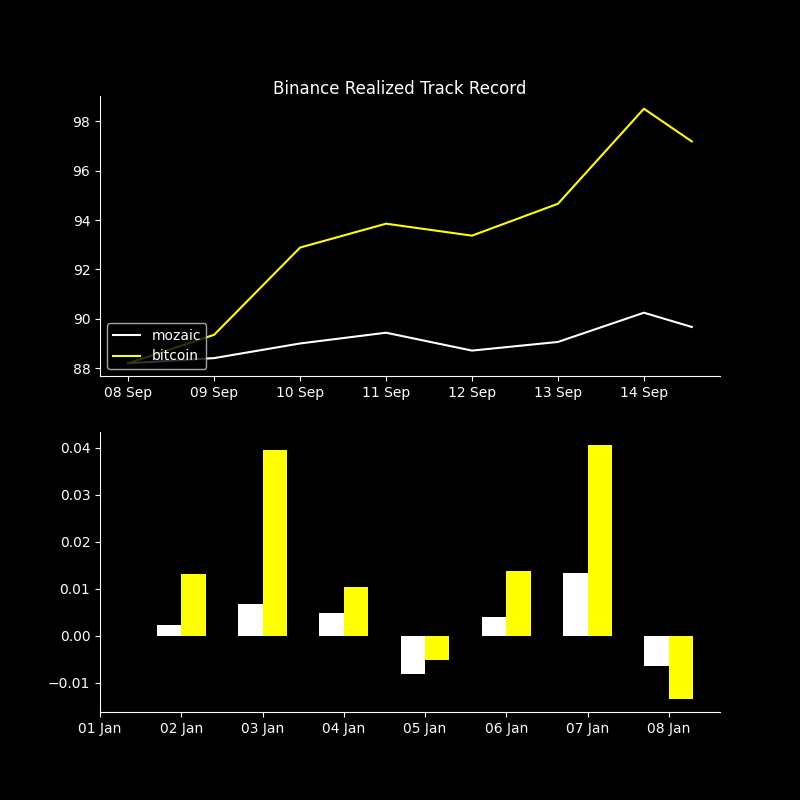 Binance Realized Track Record
98
96
94
92
90
88
mozaic
bitcoin
08 Sep 09 Sep 10 Sep 11 Sep 12 Sep 13 Sep 14 Sep
0.04
0.03
0.02
0.01
0.00
−0.01
01 Jan 02 Jan 03 Jan 04 Jan 05 Jan 06 Jan 07 Jan 08 Jan